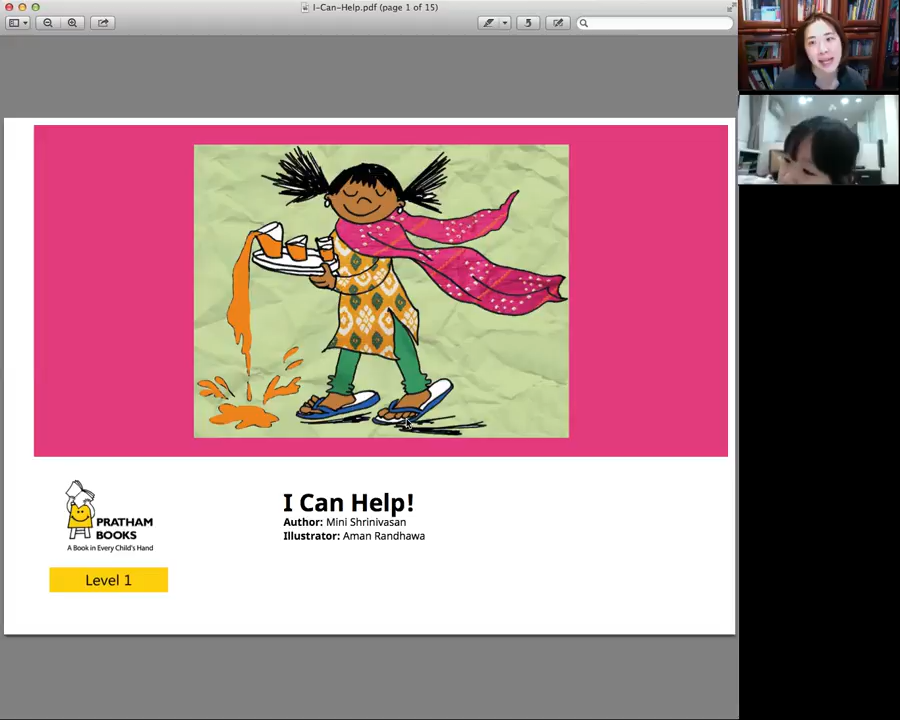 I-Can-Help.pdf (page 1 of 15)
PRATHAM
BOOKS
A Book in Every Child's Hand
Level 1
I Can Help!
Author: Mini Shrinivasan
Illustrator: Aman Randhawa